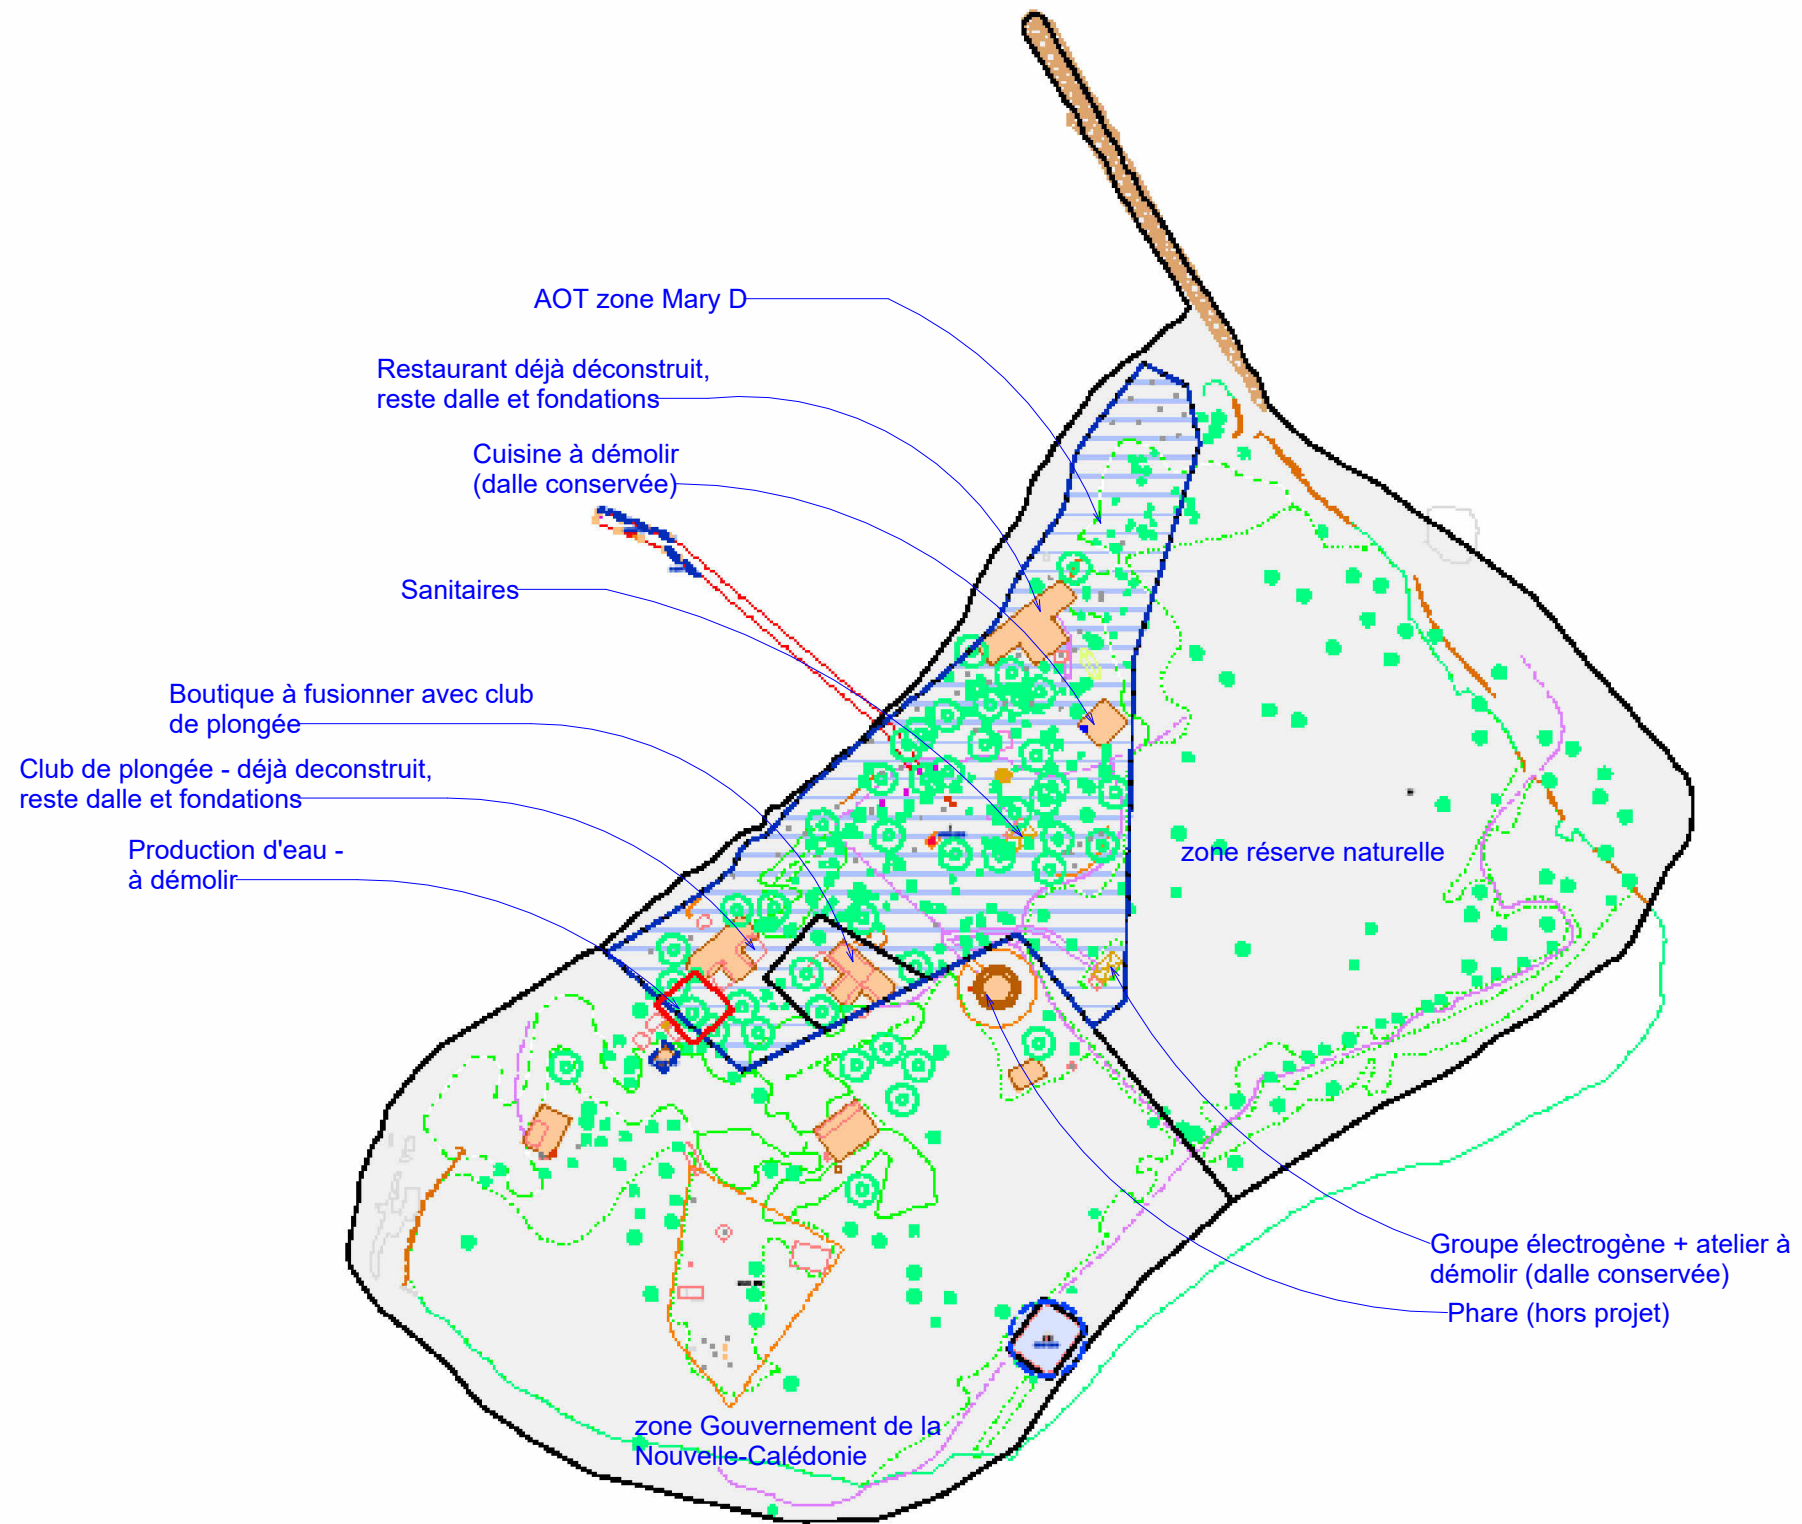 AOT zone Mary D
Restaurant déjà déconstruit,
reste dalle et fondations
Cuisine à démolir
(dalle conservée)
Sanitaires
Boutique à fusionner avec club
de plongée
Club de plongée - déjà deconstruit,
reste dalle et fondations
Production d'eau -
à démolir
zone réserve naturelle
Groupe électrogène + atelier à
démolir (dalle conservée)
Phare (hors projet)
zone Gouvernement de la
Nouvelle-Calédonie